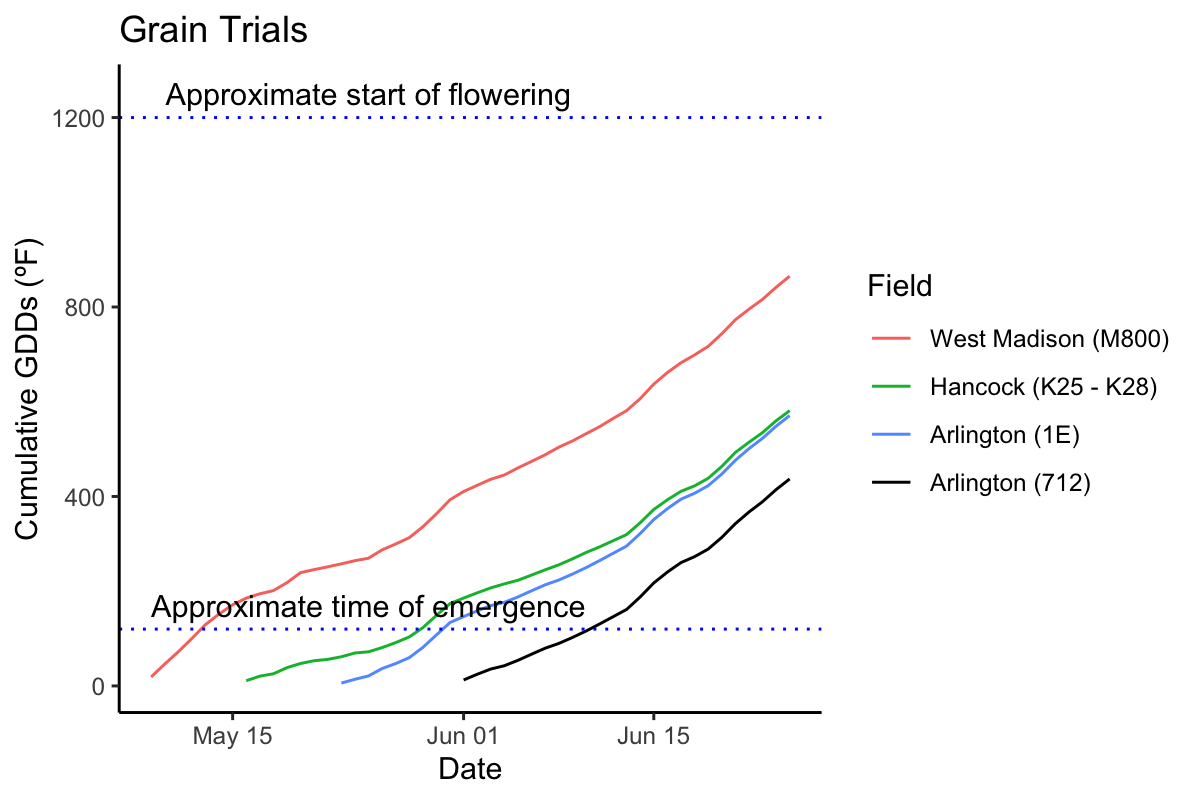 Grain Trials
Approximate start of flowering
1200
800
400
0
Cumulative GDDs (ºF)
Approximate time of emergence
May 15
Jun 01
Jun 15
Date
Field
West Madison (M800)
Hancock (K25 - K28)
Arlington (1E)
Arlington (712)